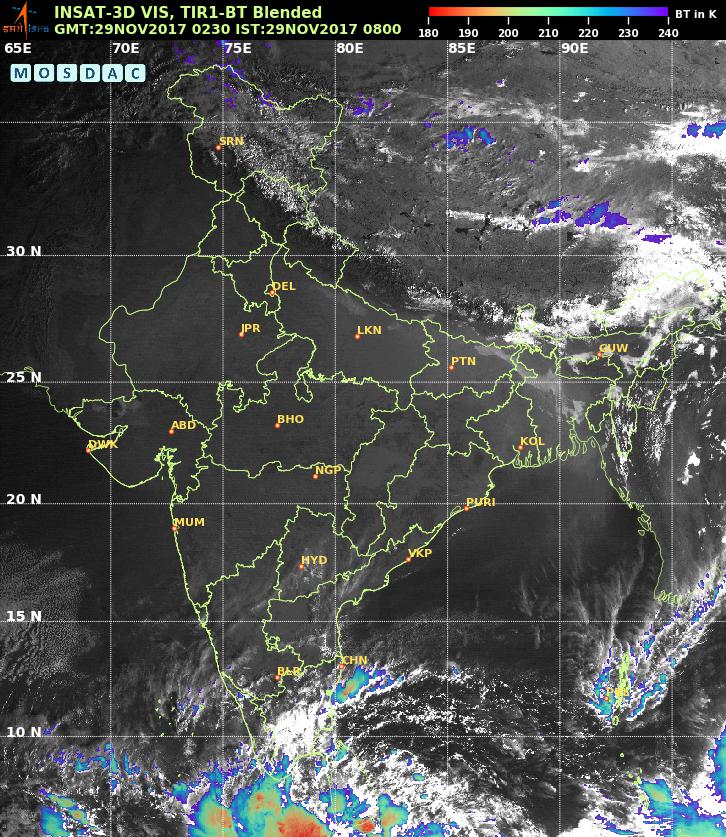 INSAT-3D VIS, TIR1-BT Blended
GMT:29NOV2017 0230 IST:29NOV2017 0800
BT in K
180 190 200 210 220 230 240
65E 70E 75E 80E 85E 90E
MOSDAC
SRN
30 N
DEL
JPR LKN
GUW
PTN
25 N
ABD BHO
DWK KOL
NGP
20 N
PURI
MUM
VKP
HYD
15 N
CHN
BLR
10 N